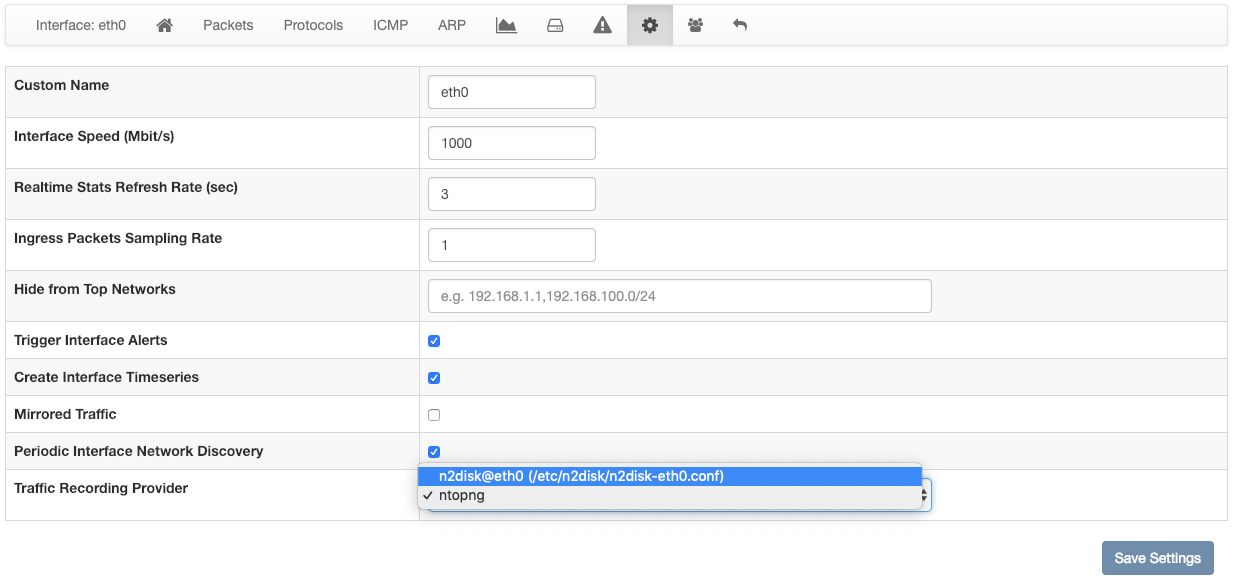 Interface: eth0 Packets Protocols ICMP ARP
Custom Name eth0
Interface Speed (Mbit/s) 1000
Realtime Stats Refresh Rate (sec) 3
Ingress Packets Sampling Rate 1
Hide from Top Networks e.g. 192.168.1.1,192.168.100.0/24
Trigger Interface Alerts
Create Interface Timeseries
Mirrored Traffic
Periodic Interface Network Discovery
n2disk@eth0 (/etc/n2disk/n2disk-eth0.conf)
Traffic Recording Provider ntopng
Save Settings